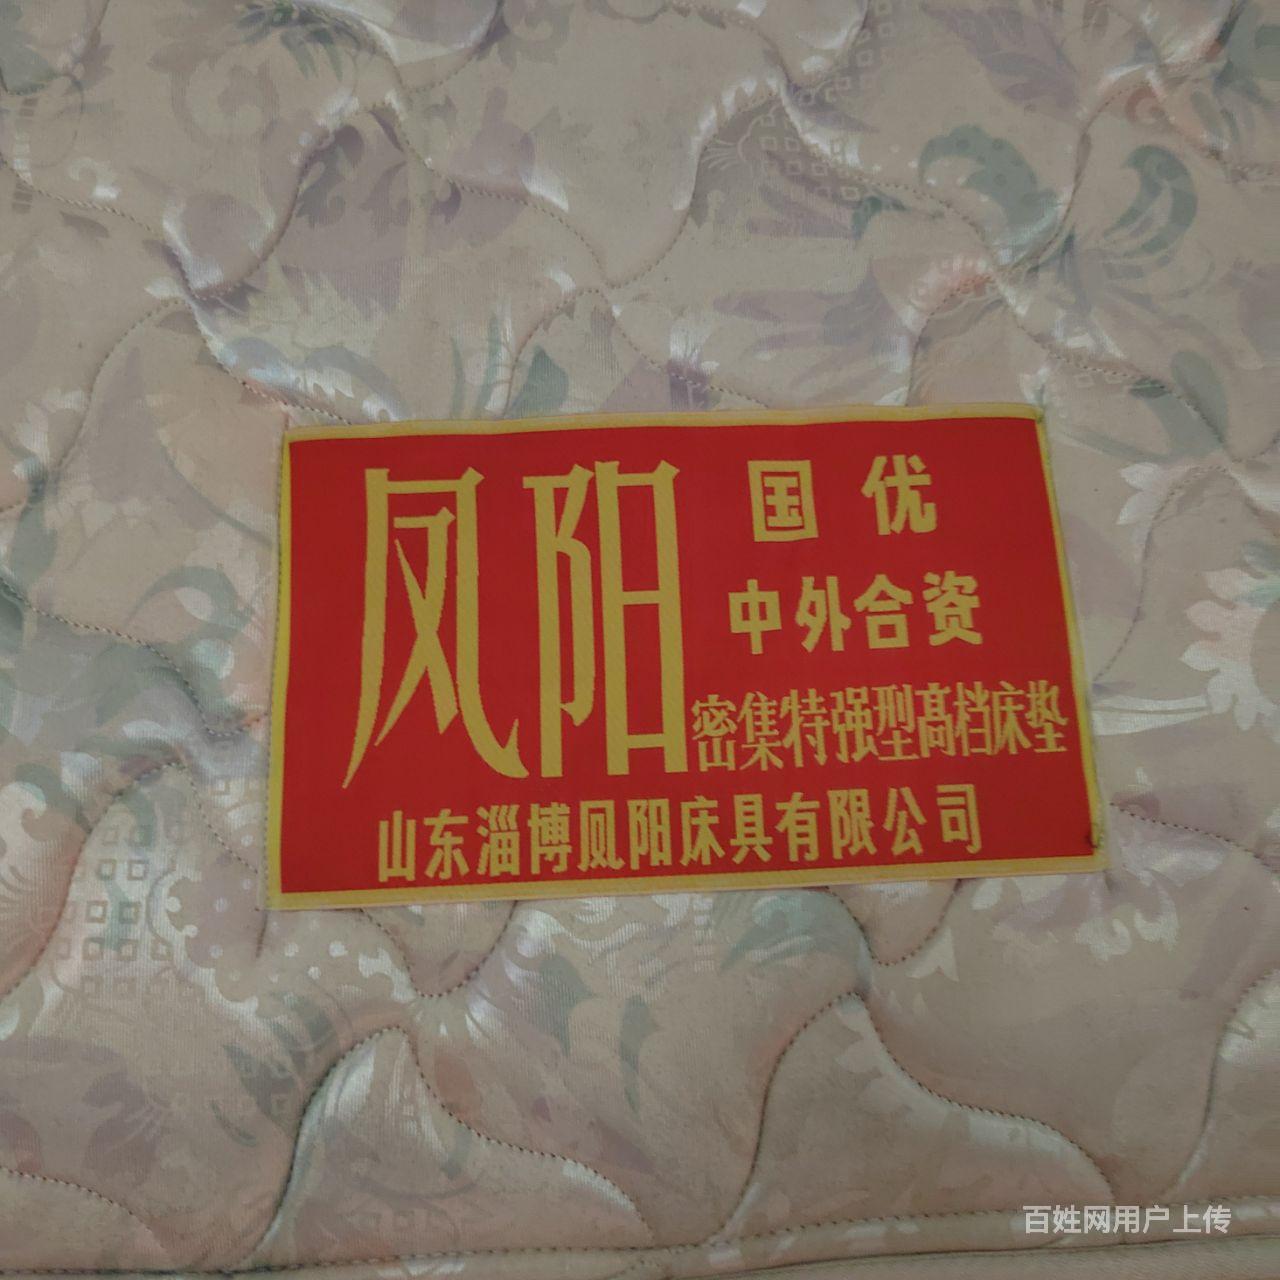 凤阳
国优
中外合资
密集特强型高档床垫
山东淄博凤阳床具有限公司
百姓网用户上传